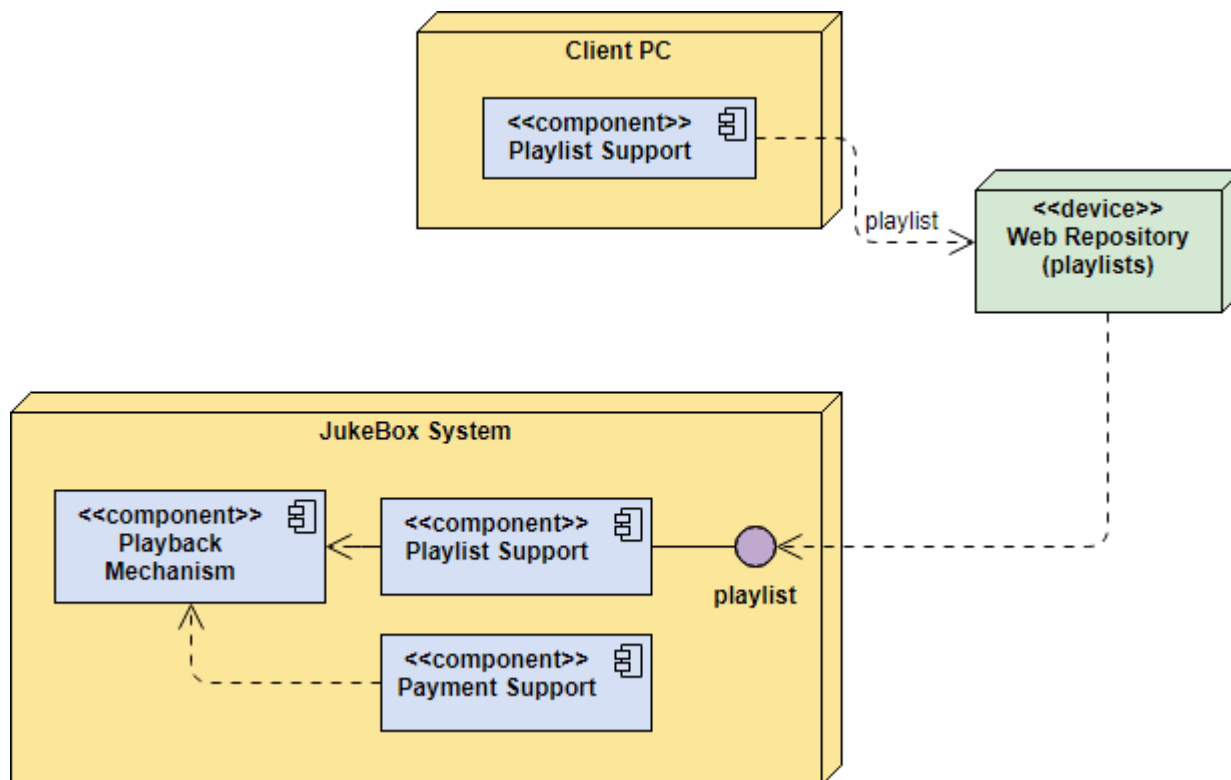 Client PC
<<component>>
Playlist Support
playlist
<<device>>
Web Repository
(playlists)
JukeBox System
<<component>>
Playback
Mechanism
<<component>>
Playlist Support
playlist
<<component>>
Payment Support